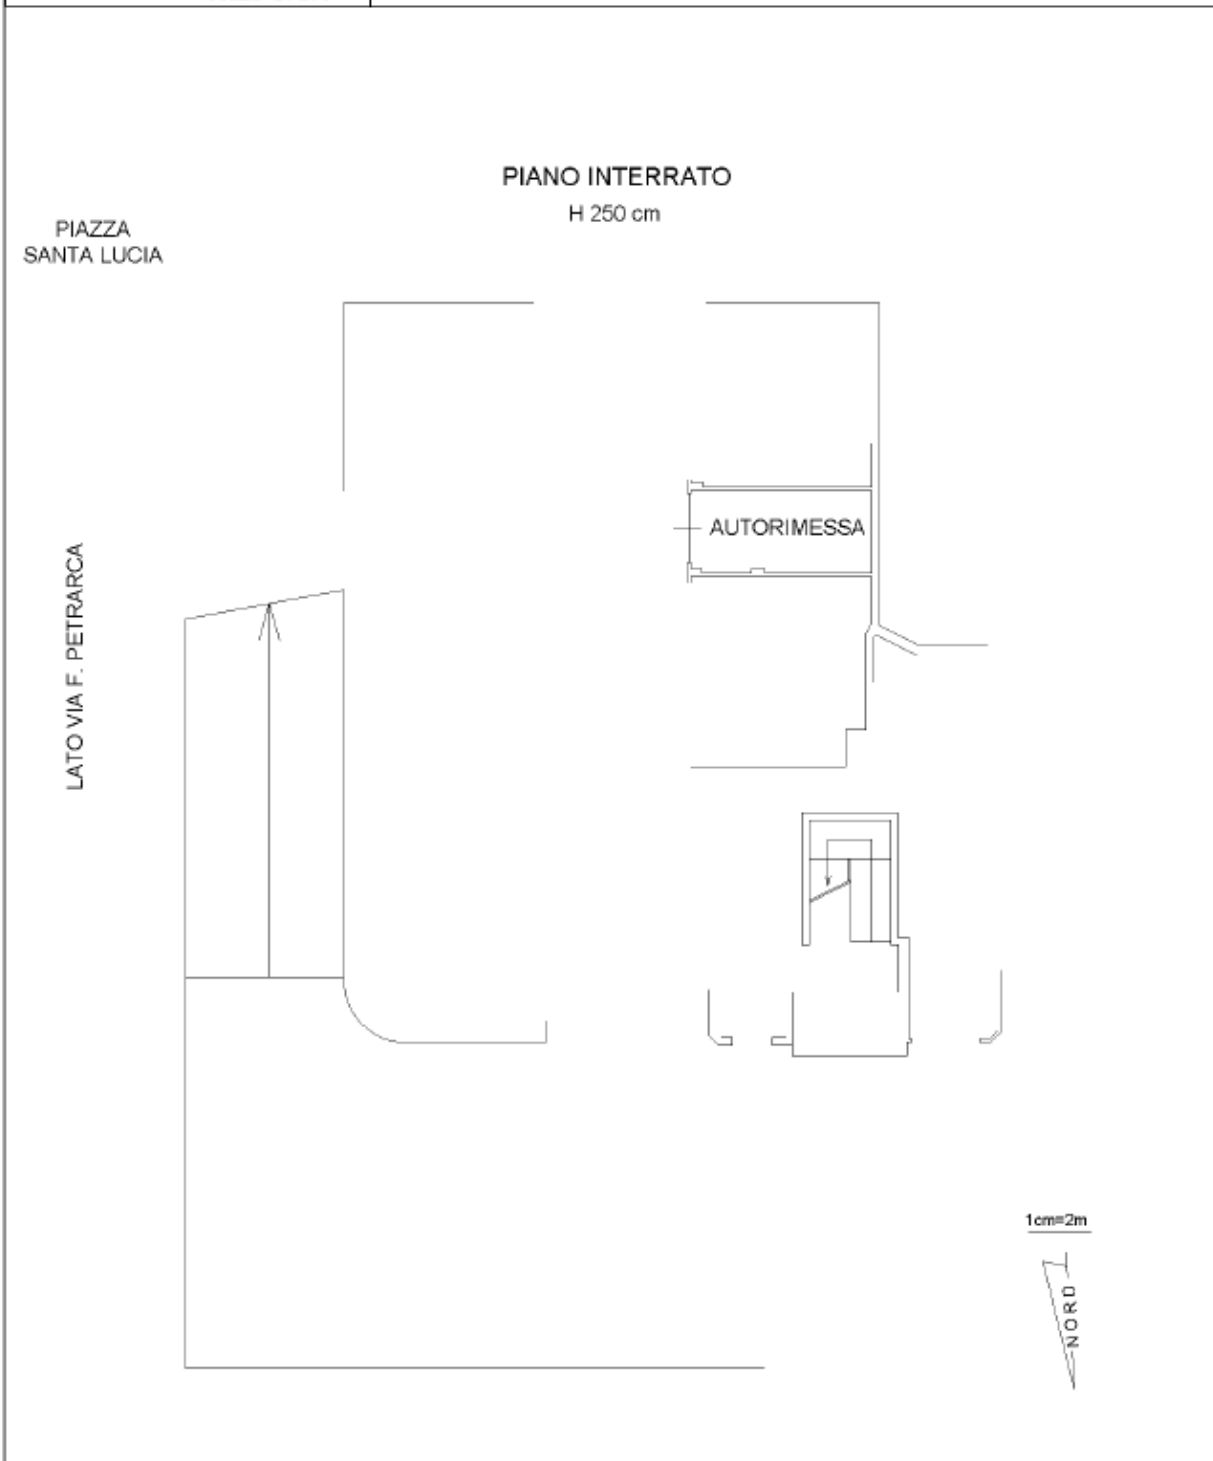 PIANO INTERRATO
H 250 cm
PIAZZA
SANTA LUCIA
AUTORIMESSA
LATO VIA F. PETRARCA
1cm=2m
NORD